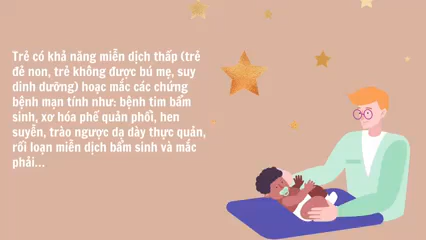 Trẻ có khả năng miễn dịch thấp (trẻ
đẻ non, trẻ không được bú mẹ, suy
dinh dưỡng) hoạc mắc các chứng
bệnh mạn tính như: bệnh tim bẩm
sinh, xơ hóa phế quản phổi, hen
suyễn, trào ngược dạ dày thực quản,
rối loạn miễn dịch bẩm sinh và mắc
phải...